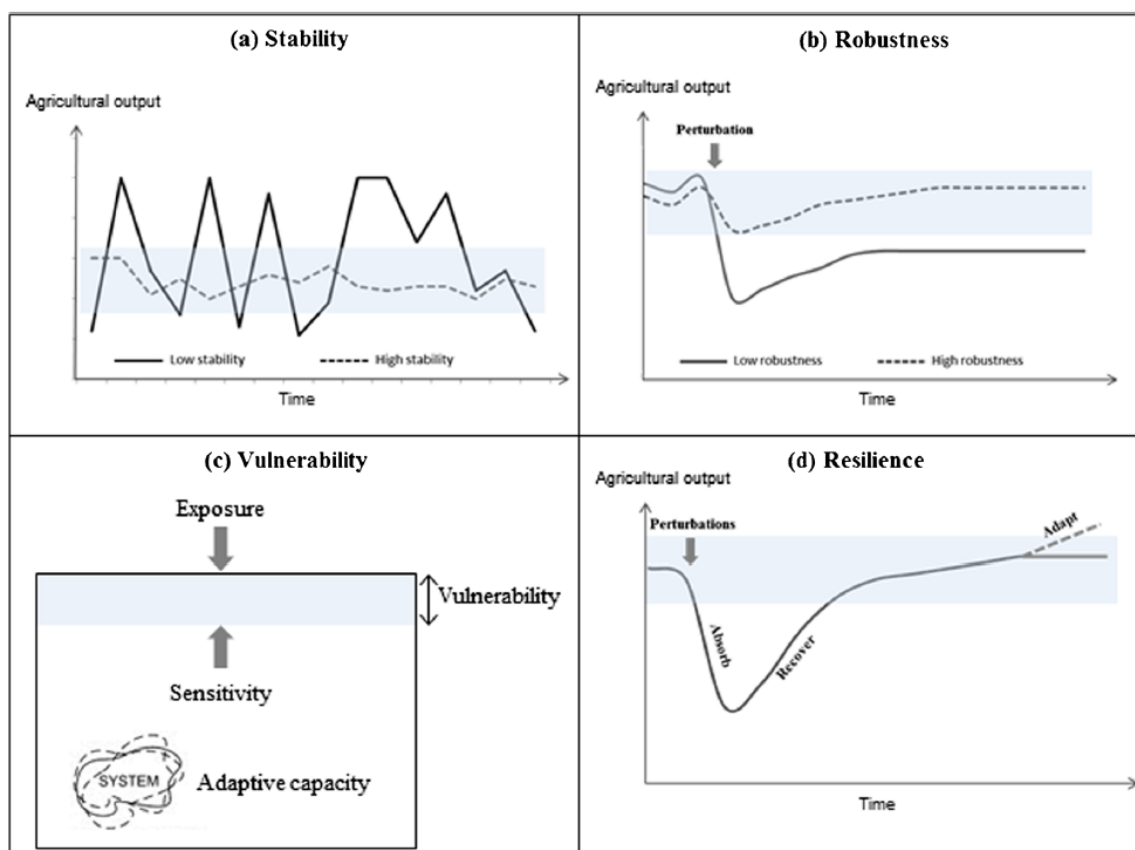 (a) Stability
Agricultural output
Low stability
High stability
Time
(b) Robustness
Agricultural output
Perturbation
Low robustness
High robustness
Time
(c) Vulnerability
Exposure
Vulnerability
Sensitivity
SYSTEM
Adaptive capacity
(d) Resilience
Agricultural output
Perturbations
Adapt
Absorb
Recover
Time